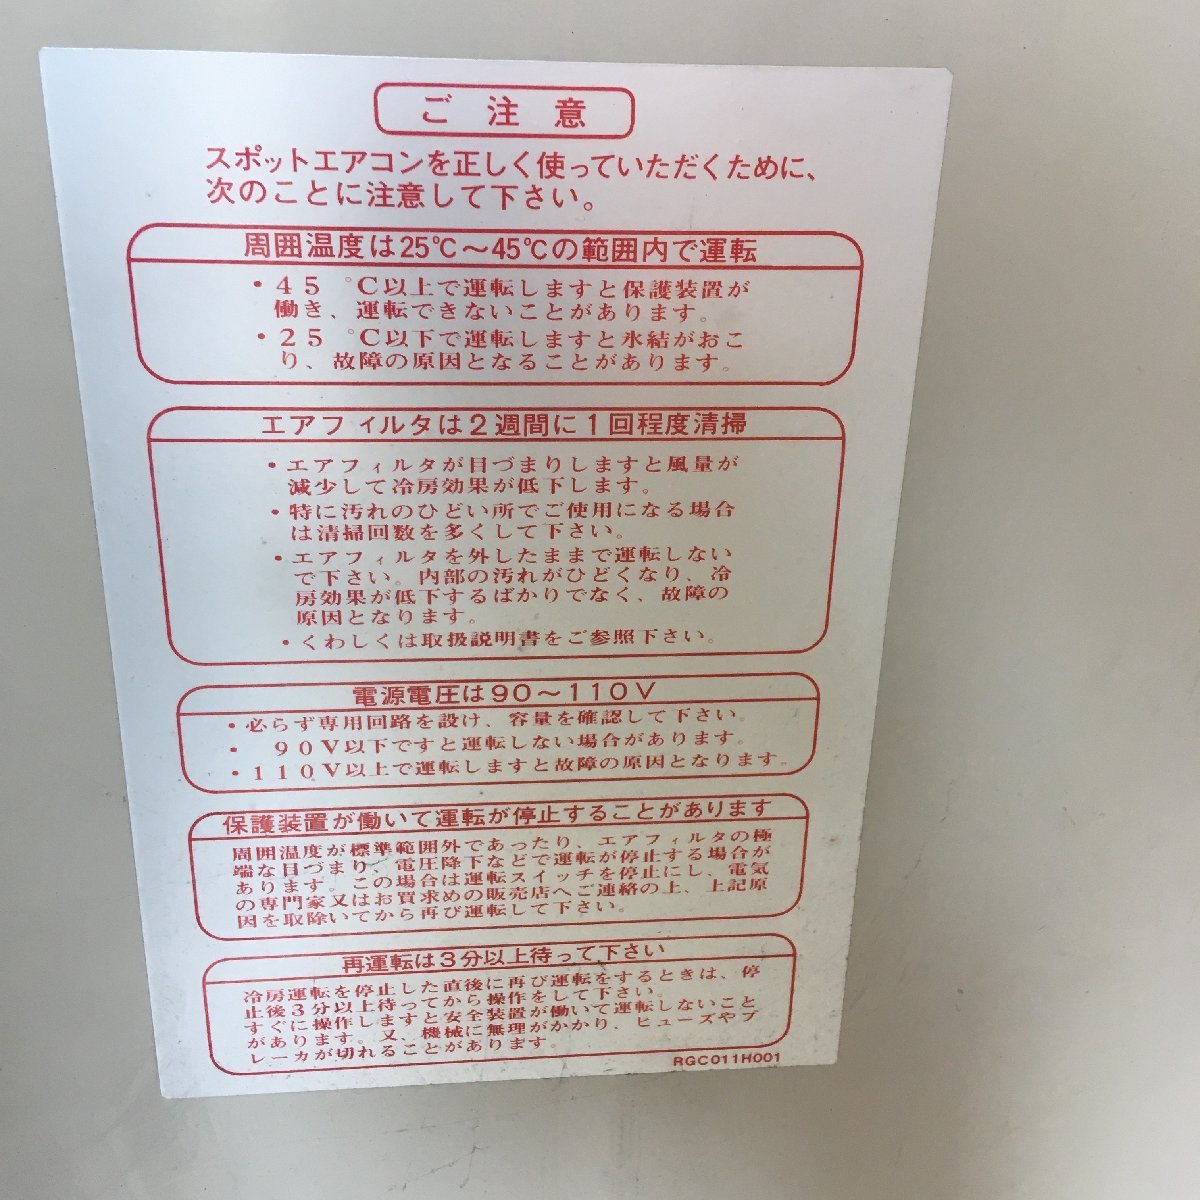 ご注意
スポットエアコンを正しく使っていただくために、
次のことに注意して下さい。
周囲温度は25℃～45℃の範囲内で運転
・45℃以上で運転しますと保護装置が
働き、運転できないことがあります。
・25℃以下で運転しますと氷結がおこ
り、故障の原因となることがあります。
エアフィルタは2週間に1回程度清掃
・エアフィルタが目づまりしますと風量が
減少して冷房効果が低下します。
・特に汚れのひどい所でご使用になる場合
は清掃回数を多くして下さい。
・エアフィルタを外したままで運転しない
で下さい。内部の汚れがひどくなり、冷
房効果が低下するばかりでなく、故障の
原因となります。
・くわしくは取扱説明書をご参照下さい。
電源電圧は90～110V
・必らず専用回路を設け、容量を確認して下さい。
・90V以下ですと運転しない場合があります。
・110V以上で運転しますと故障の原因となります。
保護装置が働いて運転が停止することがあります
周囲温度が標準範囲外であったり、エアフィルタの極
端な目づまり、電圧降下などで運転が停止する場合が
あります。この場合は運転スイッチを停止にし、電気
の専門家又はお買求めの販売店へご連絡の上、上記原
因を取除いてから再び運転して下さい。
再運転は3分以上待って下さい
冷房運転を停止した直後に再び運転をするときは、停
止後3分以上待ってから操作をして下さい。
すぐに操作しますと安全装置が働いて運転しないこと
があります。又、機械に無理がかかり、ヒューズやブ
レーカが切れることがあります。
RGC011H001